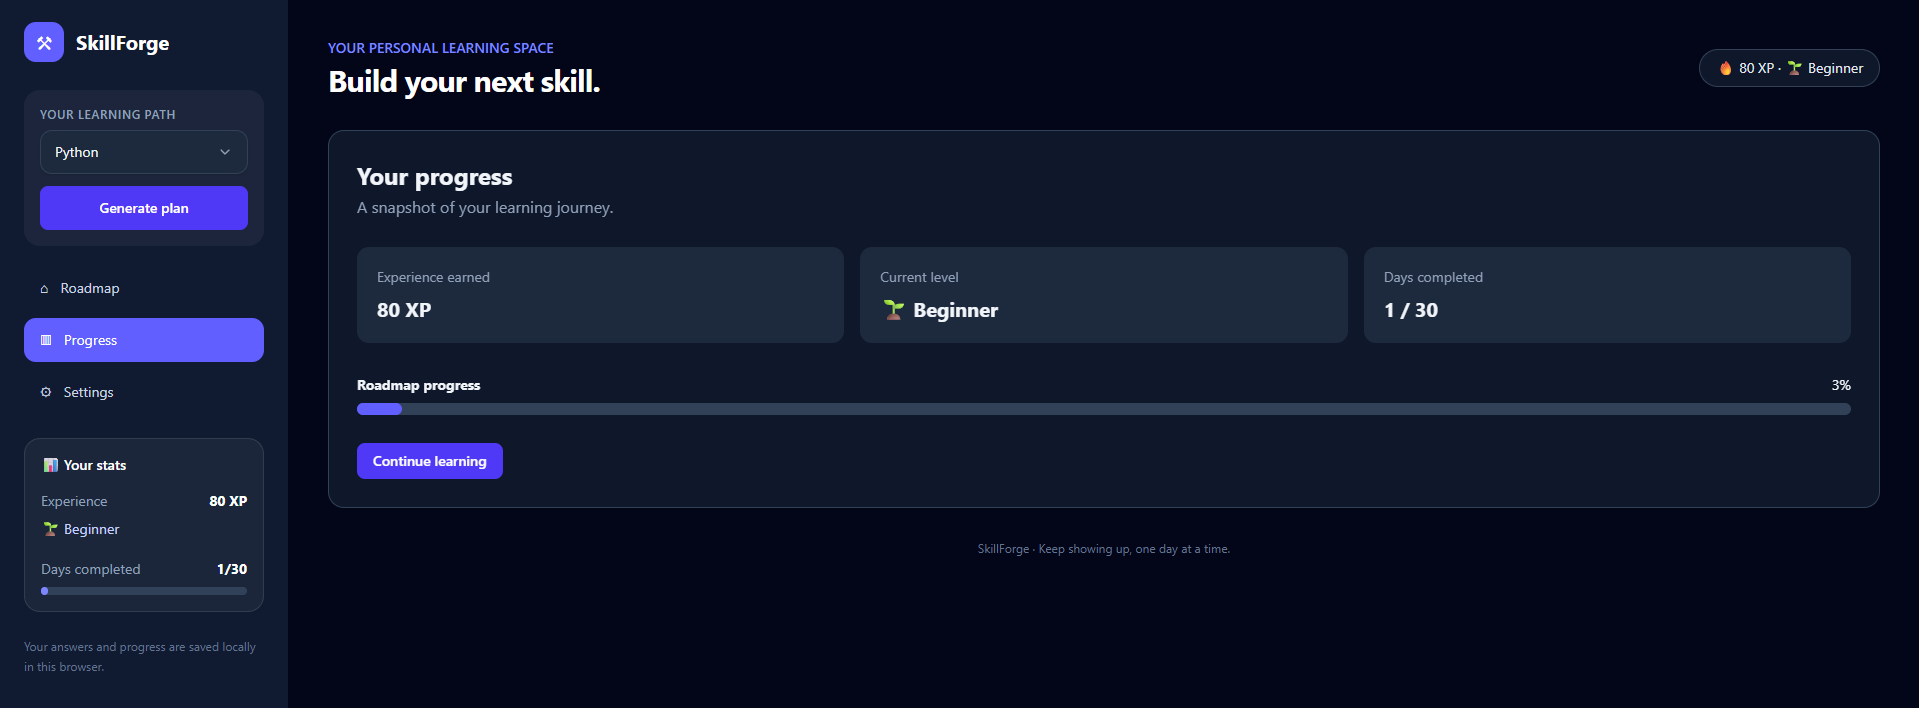 SkillForge
YOUR LEARNING PATH
Python
Generate plan
Roadmap
Progress
Settings
Your stats
Experience 80 XP
Beginner
Days completed 1/30
Your answers and progress are saved locally
in this browser.
YOUR PERSONAL LEARNING SPACE
Build your next skill.
80 XP · Beginner
Your progress
A snapshot of your learning journey.
Experience earned
80 XP
Current level
Beginner
Days completed
1 / 30
Roadmap progress 3%
Continue learning
SkillForge · Keep showing up, one day at a time.